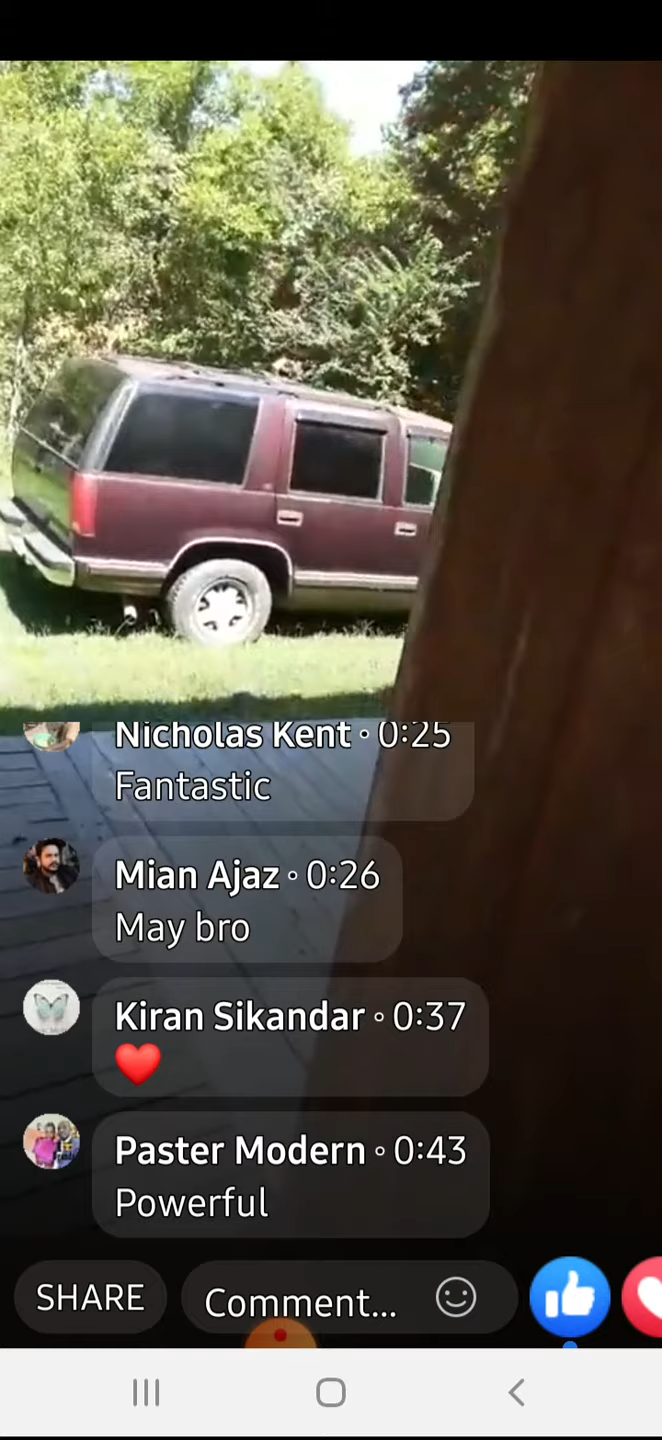 Nicholas Kent • 0:25
Fantastic
Mian Ajaz • 0:26
May bro
Kiran Sikandar • 0:37
❤️
Paster Modern • 0:43
Powerful
SHARE
Comment...